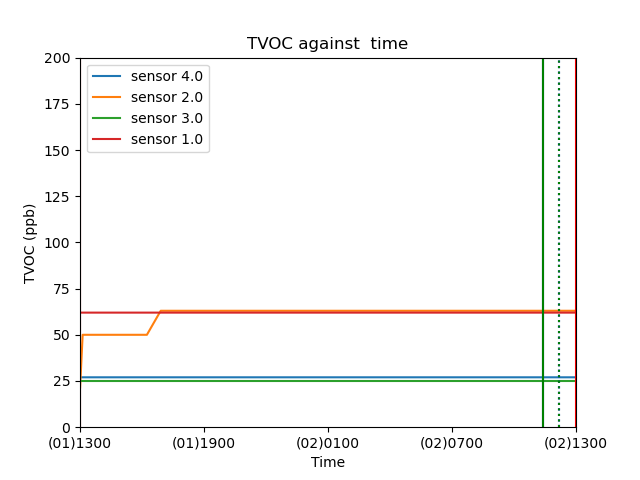 TVOC against  time
200
175
150
125
100
75
50
25
0
TVOC (ppb)
sensor 4.0
sensor 2.0
sensor 3.0
sensor 1.0
(01)1300
(01)1900
(02)0100
(02)0700
(02)1300
Time